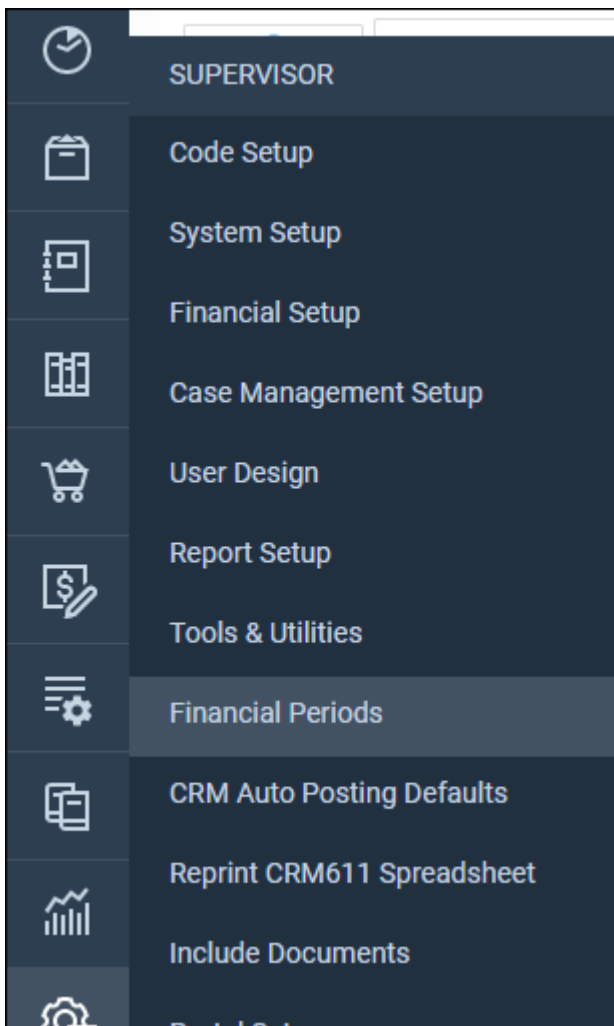 SUPERVISOR
Code Setup
System Setup
Financial Setup
Case Management Setup
User Design
Report Setup
Tools & Utilities
Financial Periods
CRM Auto Posting Defaults
Reprint CRM611 Spreadsheet
Include Documents